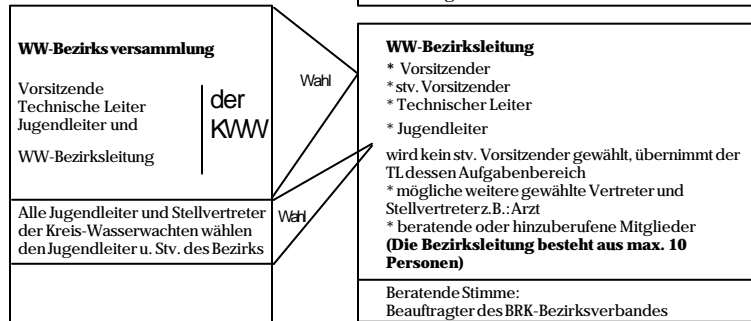 WW-Bezirksversammlung
Vorsitzende
Technische Leiter
Jugendleiter und
WW-Bezirksleitung
der
KWW
Wahl
Alle Jugendleiter und Stellvertreter
der Kreis-Wasserwachten wählen
den Jugendleiter u. Stv. des Bezirks
Wahl
WW-Bezirksleitung
* Vorsitzender
* stv. Vorsitzender
* Technischer Leiter
* Jugendleiter
wird kein stv. Vorsitzender gewählt, übernimmt der
TL dessen Aufgabenbereich
* mögliche weitere gewählte Vertreter und
Stellvertreter z.B.: Arzt
* beratende oder hinzuberufene Mitglieder
(Die Bezirksleitung besteht aus max. 10
Personen)
Beratende Stimme:
Beauftragter des BRK-Bezirksverbandes